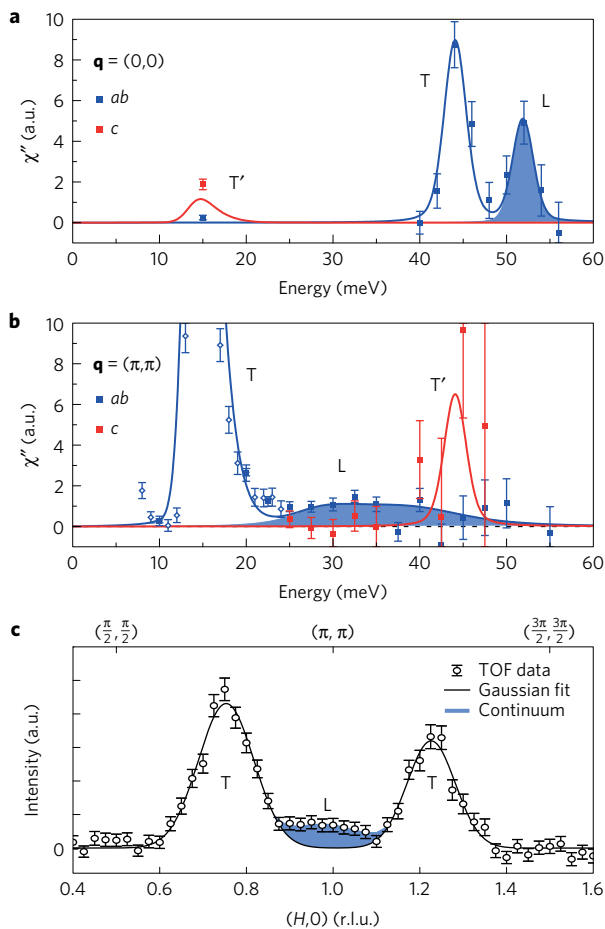 a
10
8
6
4
2
0
χ″ (a.u.)
q = (0,0)
ab
c
T′
T
L
0 10 20 30 40 50 60
Energy (meV)
b
10
8
6
4
2
0
χ″ (a.u.)
q = (π,π)
ab
c
T
L
T′
0 10 20 30 40 50 60
Energy (meV)
c
(π/2, π/2) (π, π) (3π/2, 3π/2)
TOF data
Gaussian fit
Continuum
T
L
T
Intensity (a.u.)
0
0.4 0.6 0.8 1.0 1.2 1.4 1.6
(H,0) (r.l.u.)